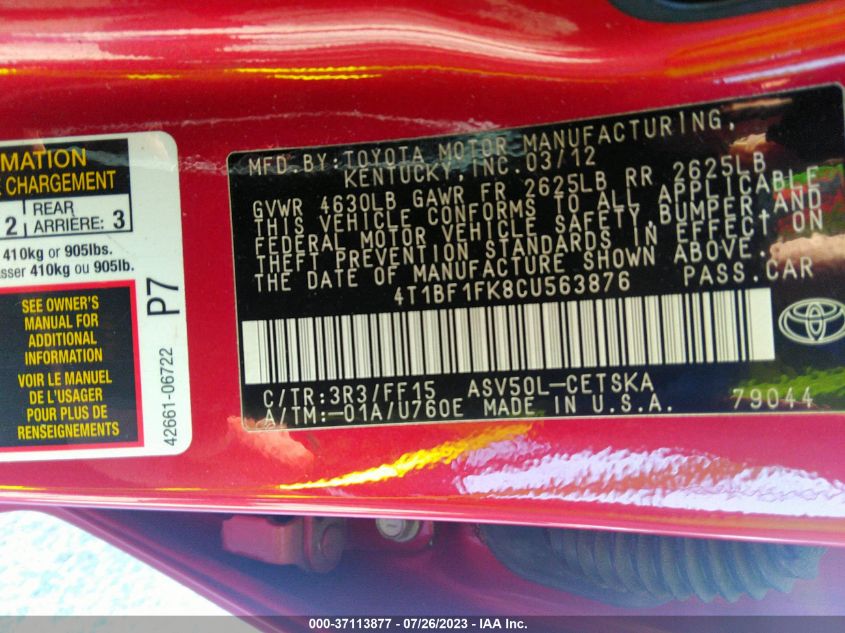 MATION
E CHARGEMENT
2 REAR ARRIÈRE: 3
410kg or 905lbs.
asser 410kg ou 905lb.
SEE OWNER'S
MANUAL FOR
ADDITIONAL
INFORMATION
VOIR LE MANUEL
DE L'USAGER
POUR PLUS DE
RENSEIGNEMENTS
P7
42661-06722
MFD.BY:TOYOTA MOTOR MANUFACTURING,
KENTUCKY,INC.03/12
GVWR 4630LB GAWR FR 2625LB RR 2625LB
THIS VEHICLE CONFORMS TO ALL APPLICABLE
FEDERAL MOTOR VEHICLE SAFETY,BUMPER,AND
THEFT PREVENTION STANDARDS IN EFFECT ON
THE DATE OF MANUFACTURE SHOWN ABOVE.
4T1BF1FK8CU563876 PASS.CAR
C/TR:3R3/FF15 ASV50L-CETSKA
A/TM:-01A/U760E MADE IN U.S.A. 79044
000-37113877 - 07/26/2023 - IAA Inc.